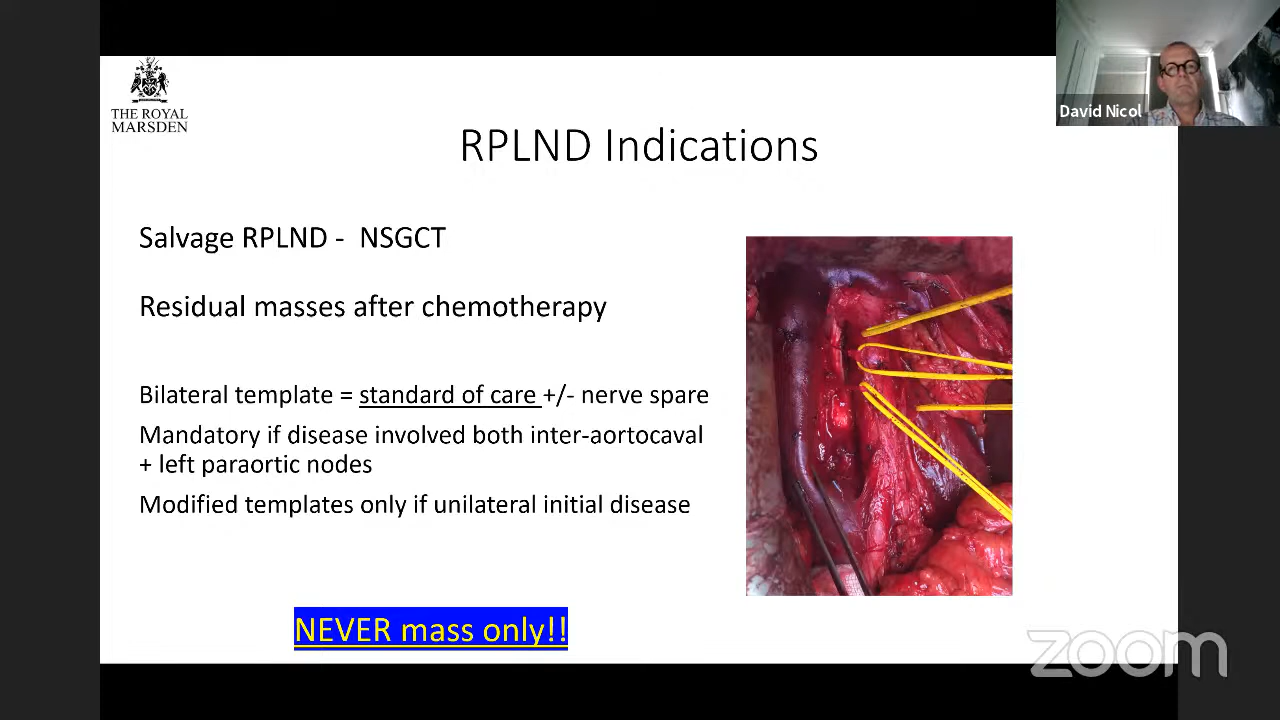 THE ROYAL
MARSDEN
David Nicol
RPLND Indications
Salvage RPLND -  NSGCT
Residual masses after chemotherapy
Bilateral template = standard of care +/- nerve spare
Mandatory if disease involved both inter-aortocaval
+ left paraortic nodes
Modified templates only if unilateral initial disease
NEVER mass only!!
zoom